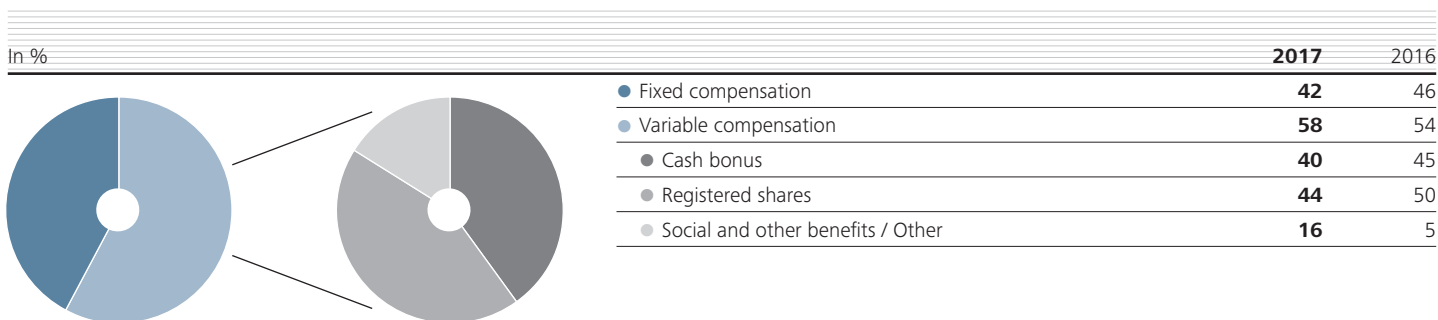 In % 2017 2016
Fixed compensation 42 46
Variable compensation 58 54
Cash bonus 40 45
Registered shares 44 50
Social and other benefits / Other 16 5